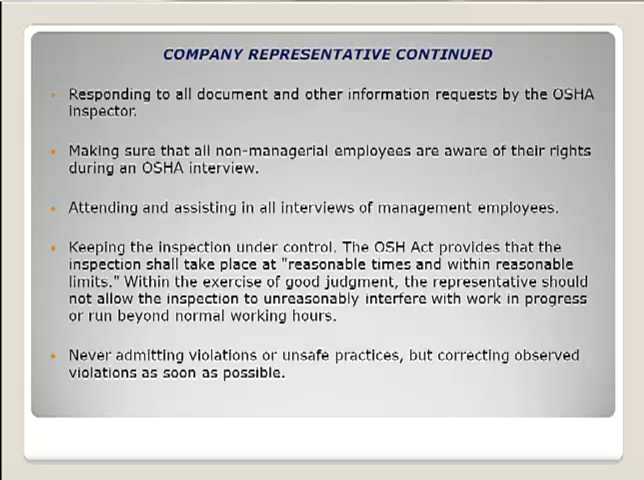 COMPANY REPRESENTATIVE CONTINUED
Responding to all document and other information requests by the OSHA
inspector.
Making sure that all non-managerial employees are aware of their rights
during an OSHA interview.
Attending and assisting in all interviews of management employees.
Keeping the inspection under control. The OSH Act provides that the
inspection shall take place at "reasonable times and within reasonable
limits." Within the exercise of good judgment, the representative should
not allow the inspection to unreasonably interfere with work in progress
or run beyond normal working hours.
Never admitting violations or unsafe practices, but correcting observed
violations as soon as possible.